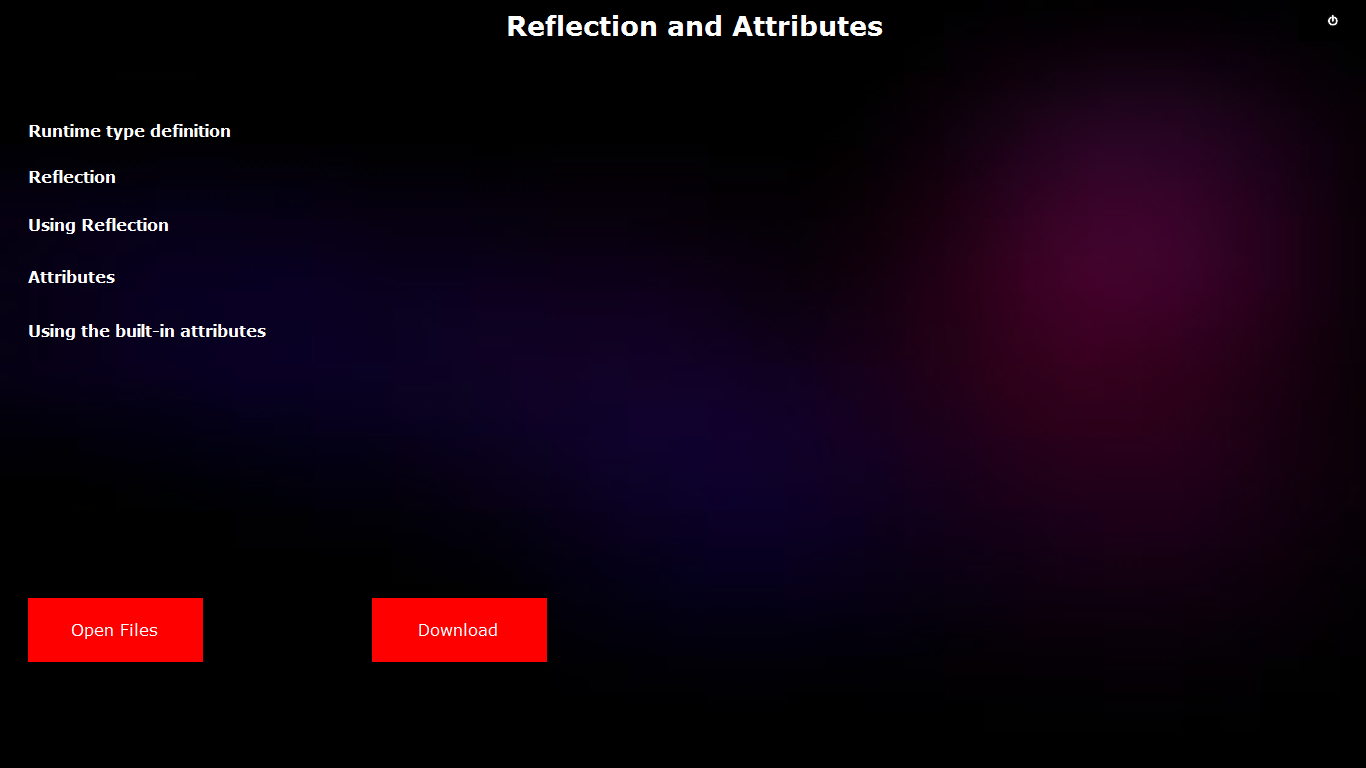 Reflection and Attributes
Runtime type definition
Reflection
Using Reflection
Attributes
Using the built-in attributes
Open Files
Download